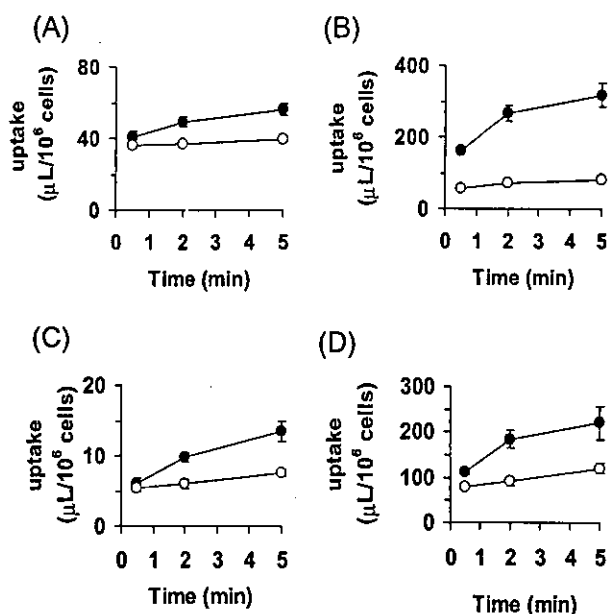 (A)
uptake
(μL/10⁶ cells)
80
40
0
0 1 2 3 4 5
Time (min)
(B)
uptake
(μL/10⁶ cells)
400
200
0
0 1 2 3 4 5
Time (min)
(C)
uptake
(μL/10⁶ cells)
20
10
0
0 1 2 3 4 5
Time (min)
(D)
uptake
(μL/10⁶ cells)
300
200
100
0
0 1 2 3 4 5
Time (min)